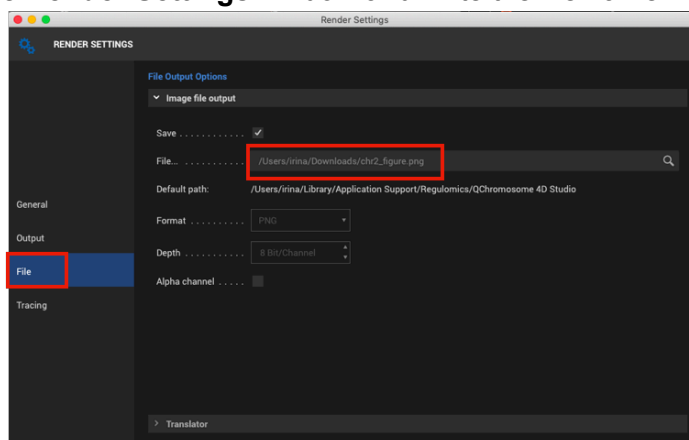 Render Settings
RENDER SETTINGS
File Output Options
Image file output
Save . . . . . . . . . . . .
File... . . . . . . . . . . . /Users/irina/Downloads/chr2_figure.png
Default path: /Users/irina/Library/Application Support/Regulomics/QChromosome 4D Studio
General
Format . . . . . . . . . . PNG
Output
Depth . . . . . . . . . . . 8 Bit/Channel
File
Alpha channel . . . . .
Tracing
Translator